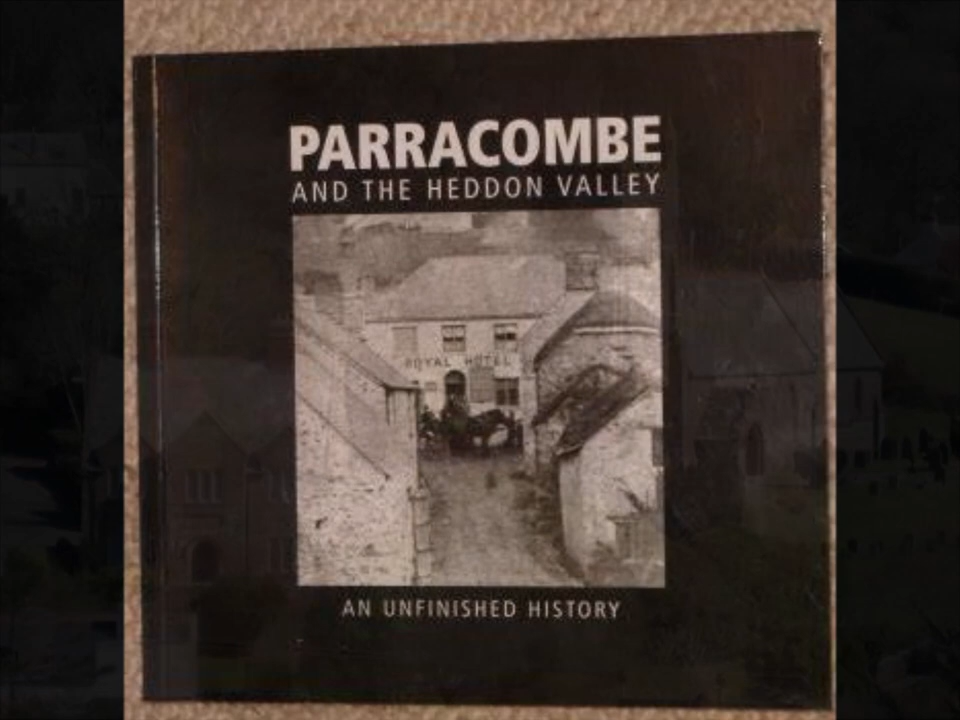 PARRACOMBE
AND THE HEDDON VALLEY
ROYAL HOTEL
AN UNFINISHED HISTORY